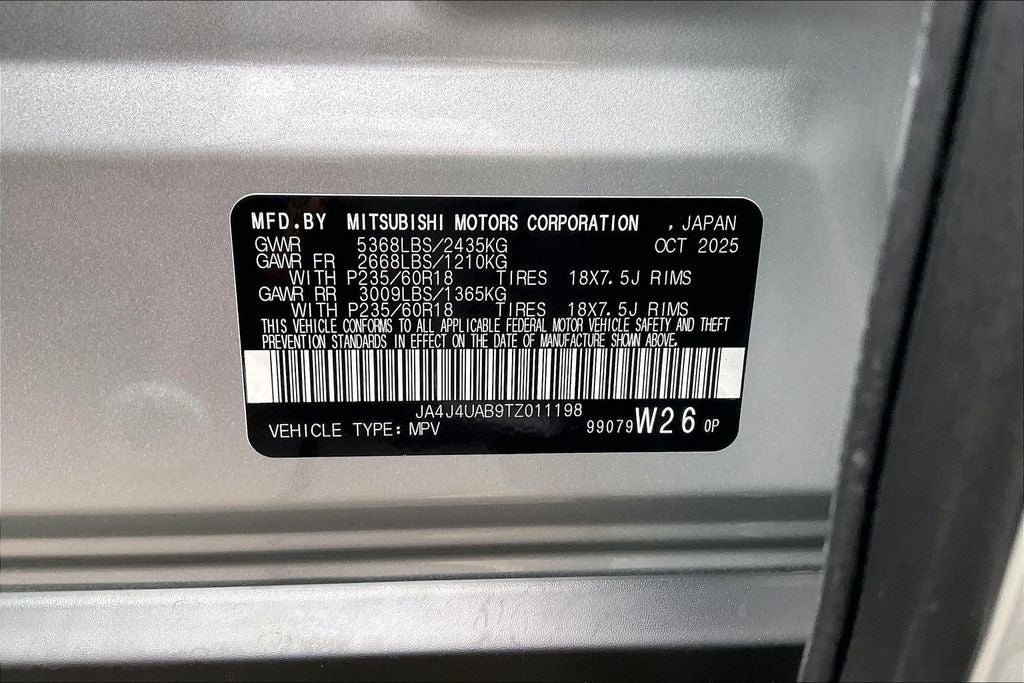 MFD.BY MITSUBISHI MOTORS CORPORATION , JAPAN
GVWR 5368LBS/2435KG OCT 2025
GAWR FR 2668LBS/1210KG
WITH P235/60R18 TIRES 18X7.5J RIMS
GAWR RR 3009LBS/1365KG
WITH P235/60R18 TIRES 18X7.5J RIMS
THIS VEHICLE CONFORMS TO ALL APPLICABLE FEDERAL MOTOR VEHICLE SAFETY AND THEFT
PREVENTION STANDARDS IN EFFECT ON THE DATE OF MANUFACTURE SHOWN ABOVE.
JA4J4UAB9TZ011198
VEHICLE TYPE: MPV 99079 W26 0P